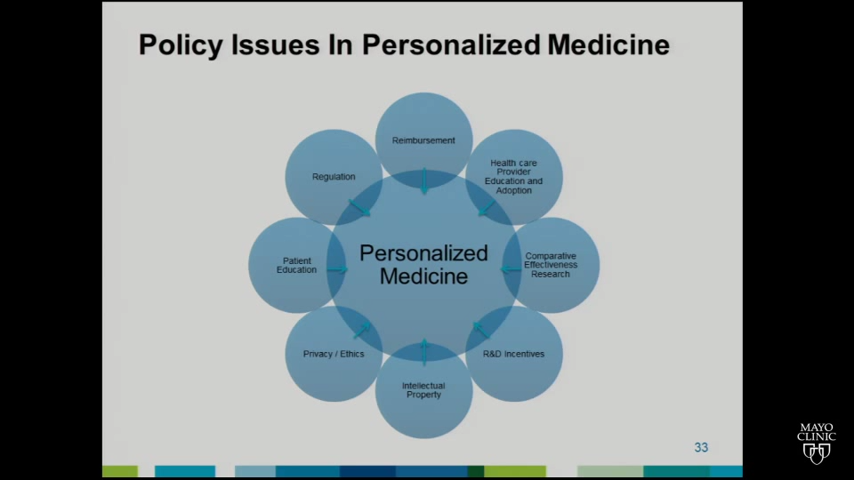 Policy Issues In Personalized Medicine
Reimbursement
Health care
Provider
Education and
Adoption
Comparative
Effectiveness
Research
R&D Incentives
Intellectual
Property
Privacy / Ethics
Patient
Education
Regulation
Personalized
Medicine
33
MAYO
CLINIC